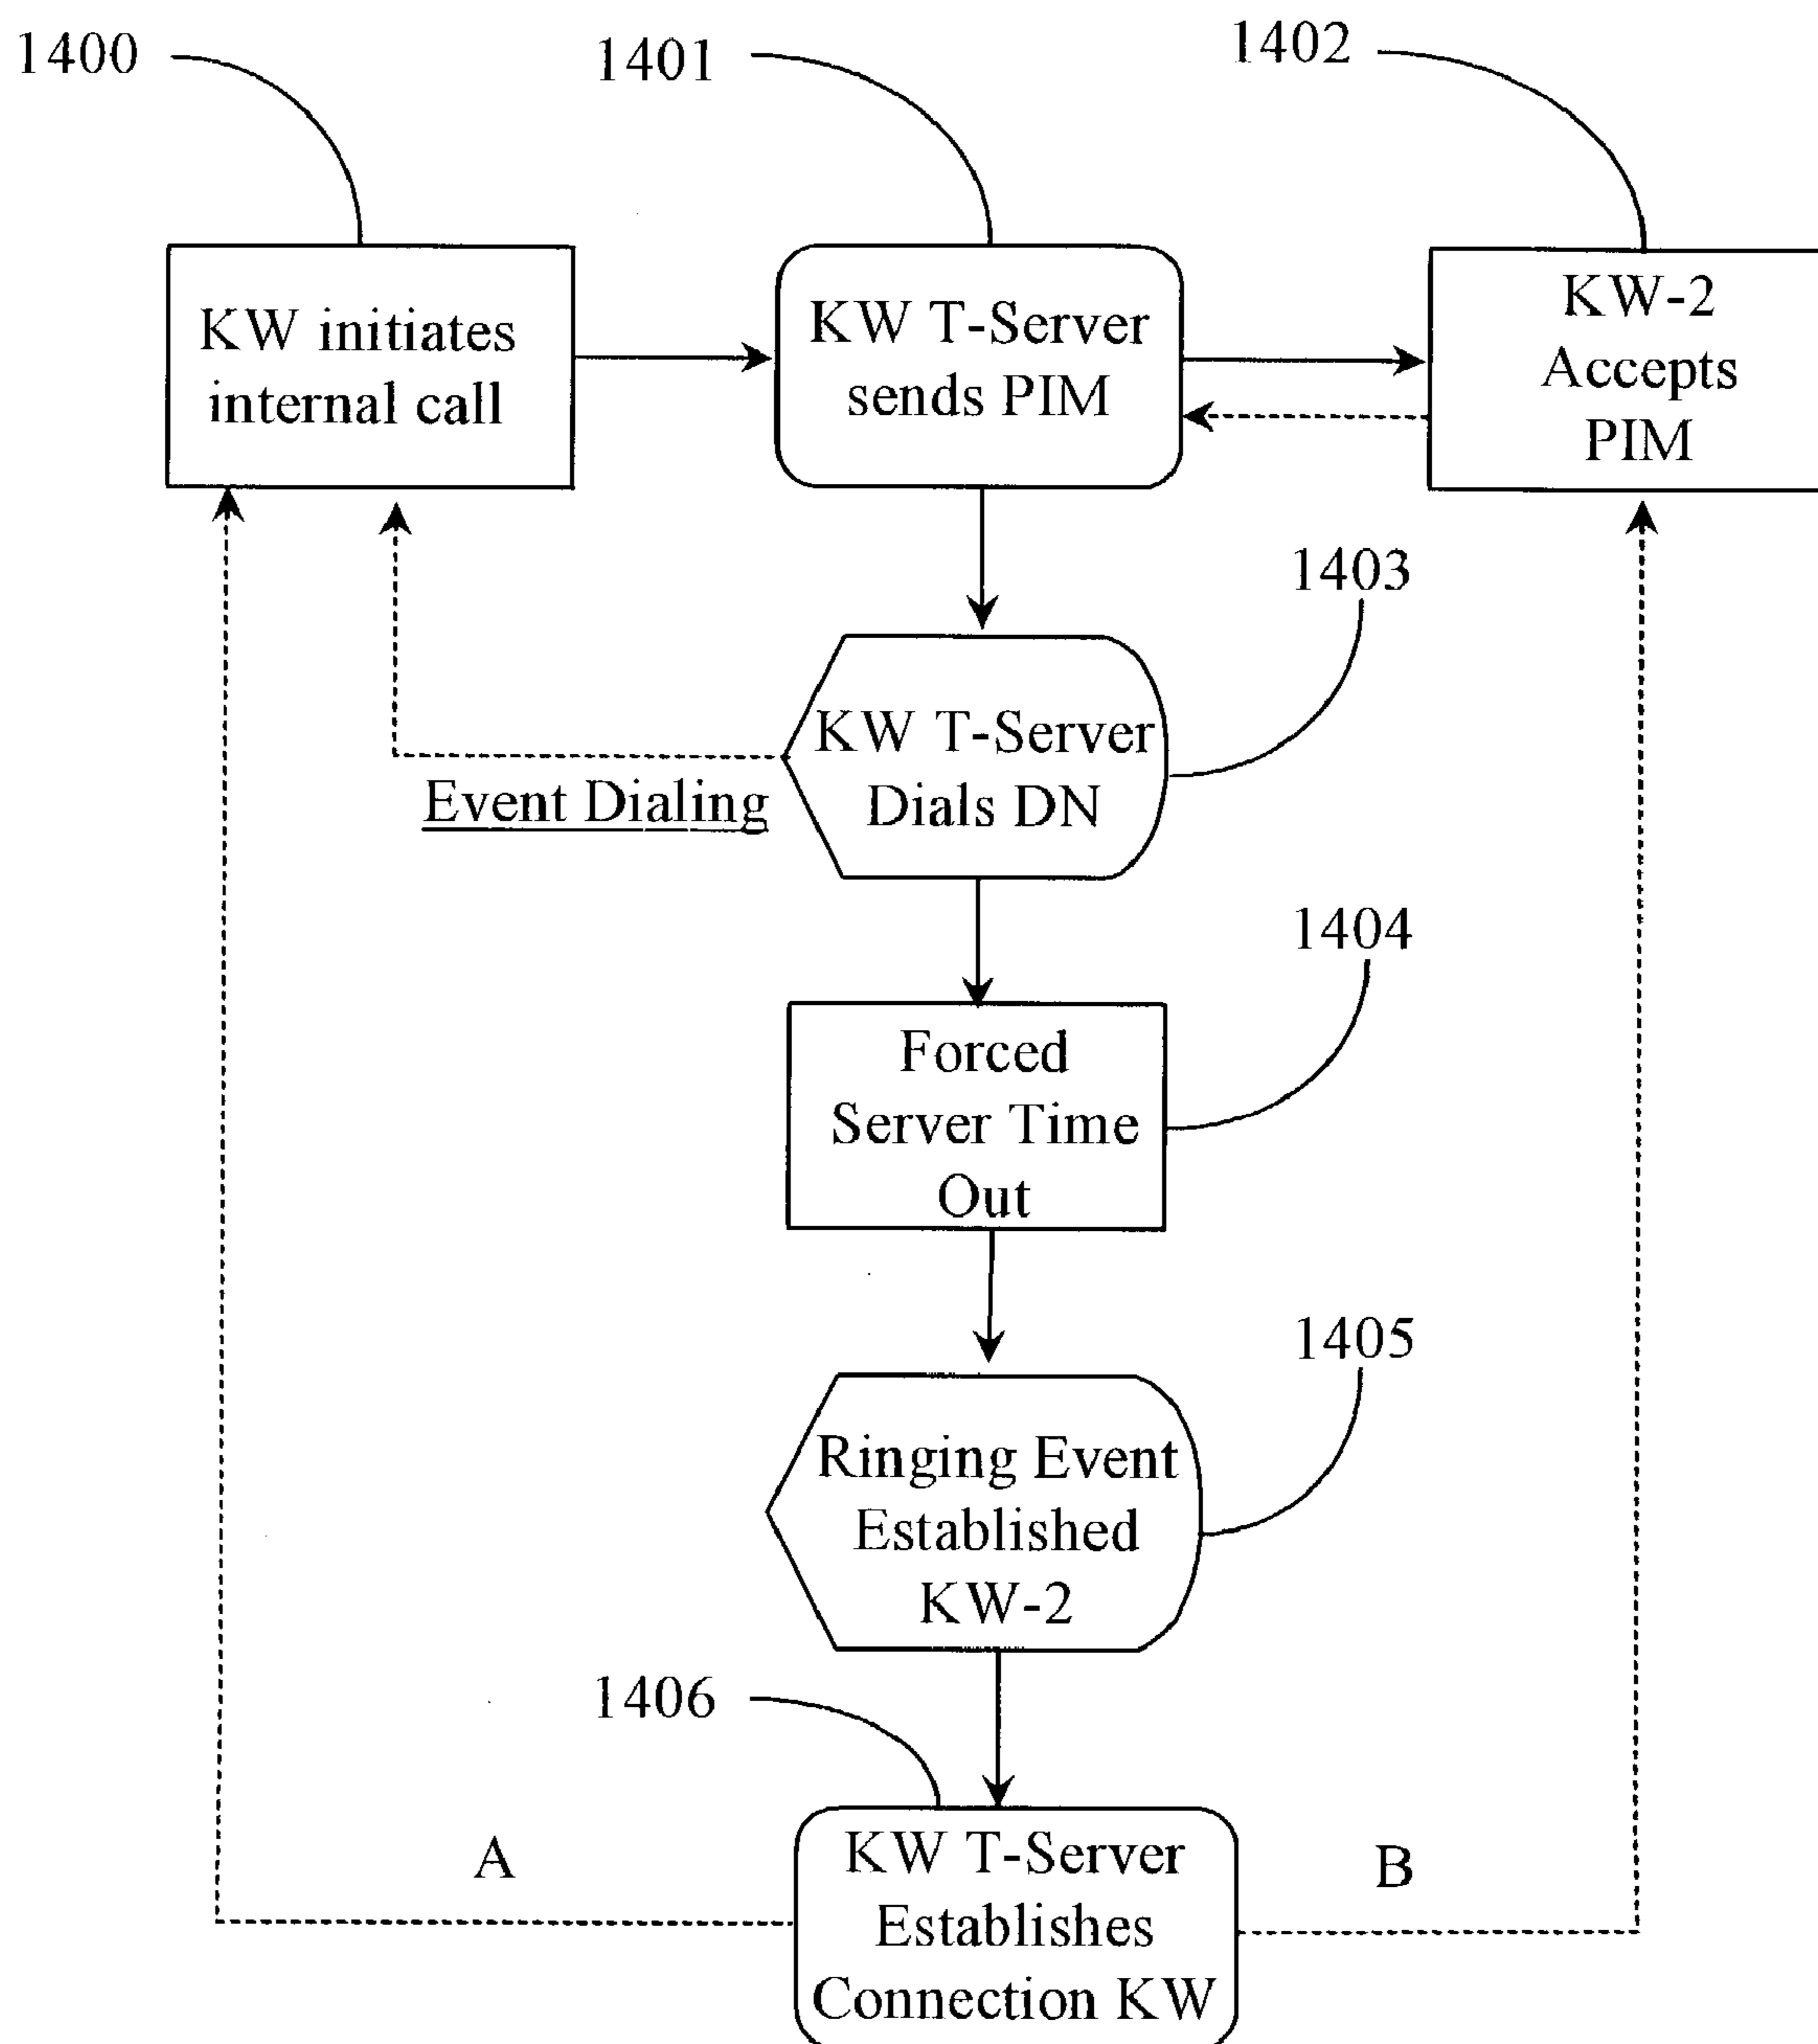 1400
1401
1402
KW initiates
internal call
KW T-Server
sends PIM
KW-2
Accepts
PIM
1403
KW T-Server
Dials DN
Event Dialing
1404
Forced
Server Time
Out
1405
Ringing Event
Established
KW-2
1406
A
KW T-Server
Establishes
Connection KW
B